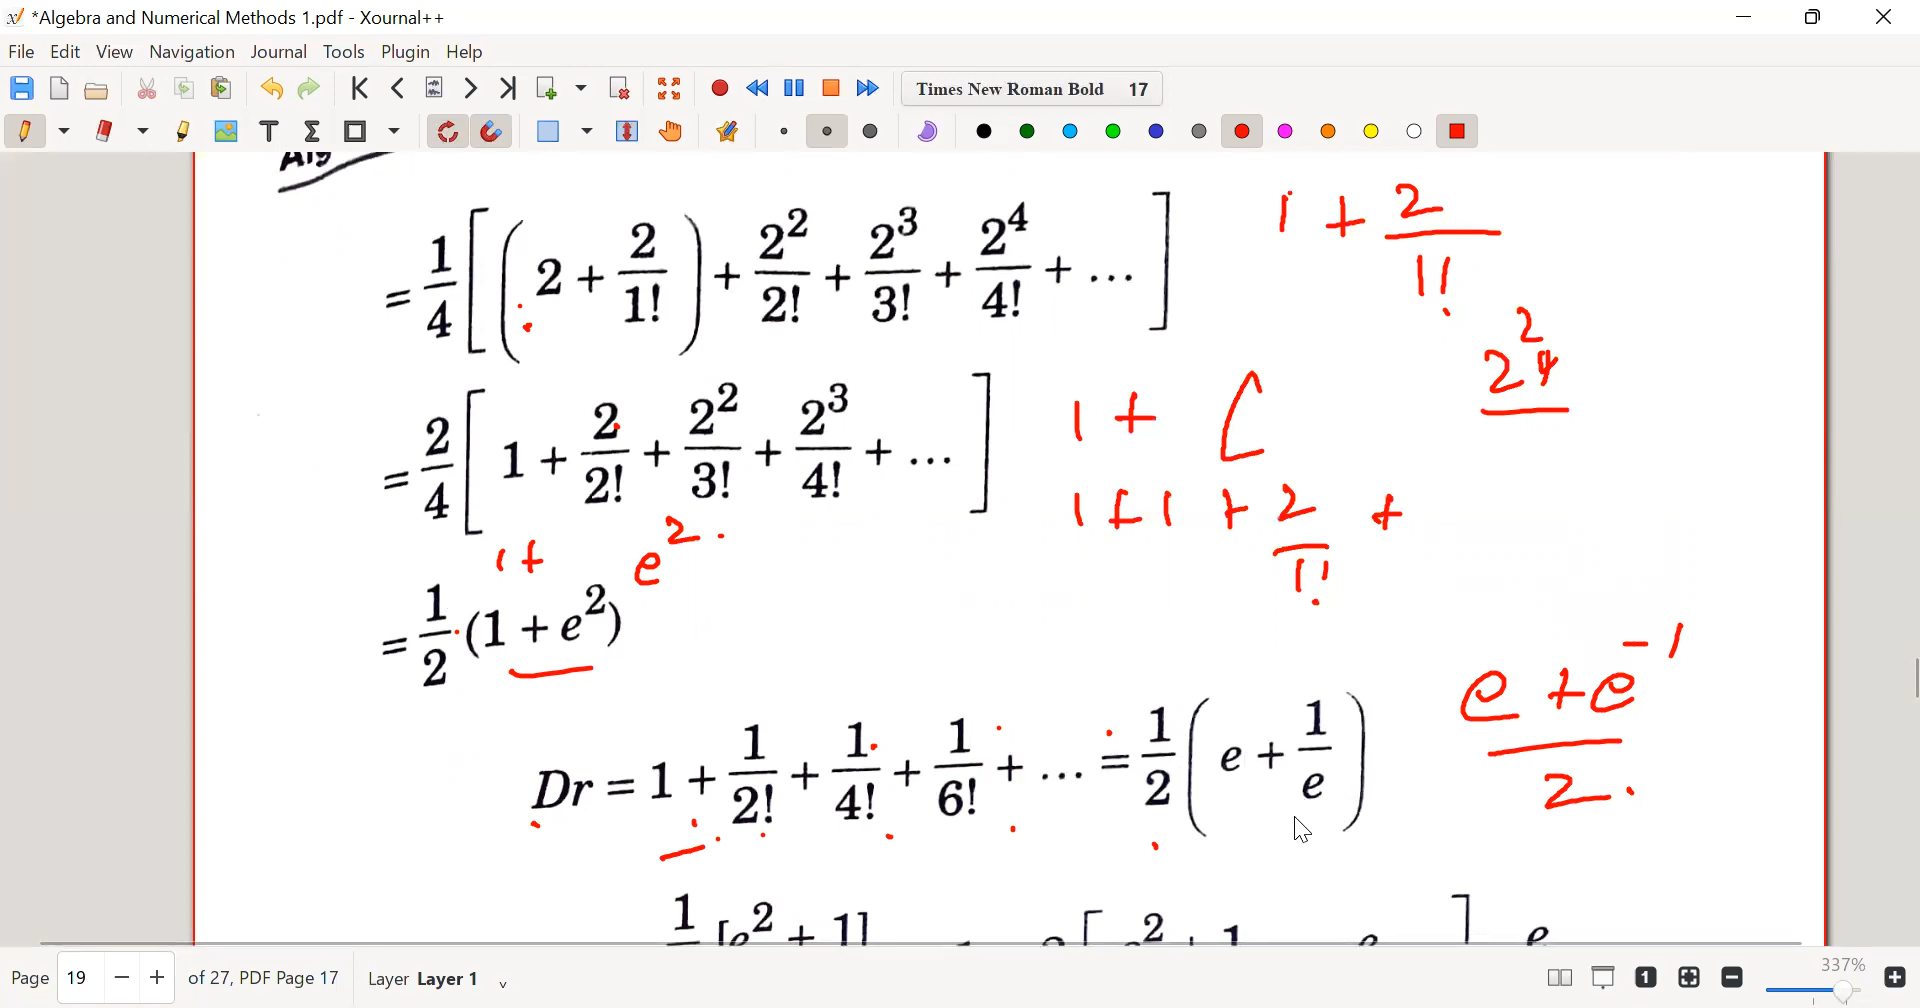 *Algebra and Numerical Methods 1.pdf - Xournal++
File Edit View Navigation Journal Tools Plugin Help
Times New Roman Bold 17
= 1/4 [ ( 2 + 2/1! ) + 2²/2! + 2³/3! + 2⁴/4! + ... ]
1 + 2/1!
2
2⁴
= 2/4 [ 1 + 2/2! + 2²/3! + 2³/4! + ... ]
1 + (
1 + 1 + 2/1! +
1 + e².
= 1/2 (1 + e²)
Dr = 1 + 1/2! + 1/4! + 1/6! + ... = 1/2 ( e + 1/e )
e + e⁻¹
2.
Page 19 of 27, PDF Page 17 Layer Layer 1 337%